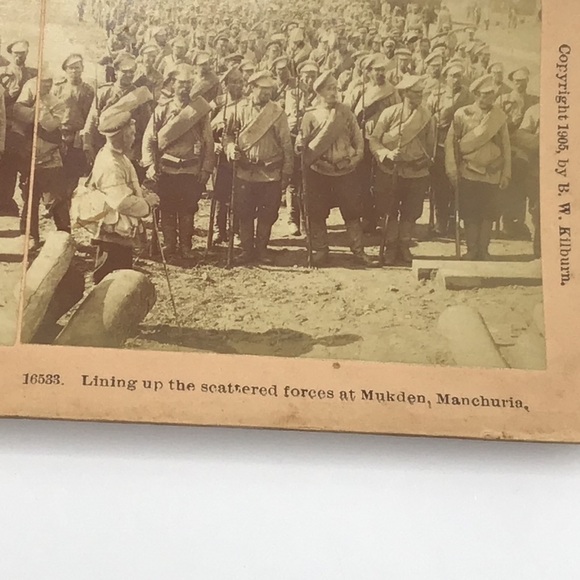 Copyright 1905, by B. W. Kilburn.
16533. Lining up the scattered forces at Mukden, Manchuria,